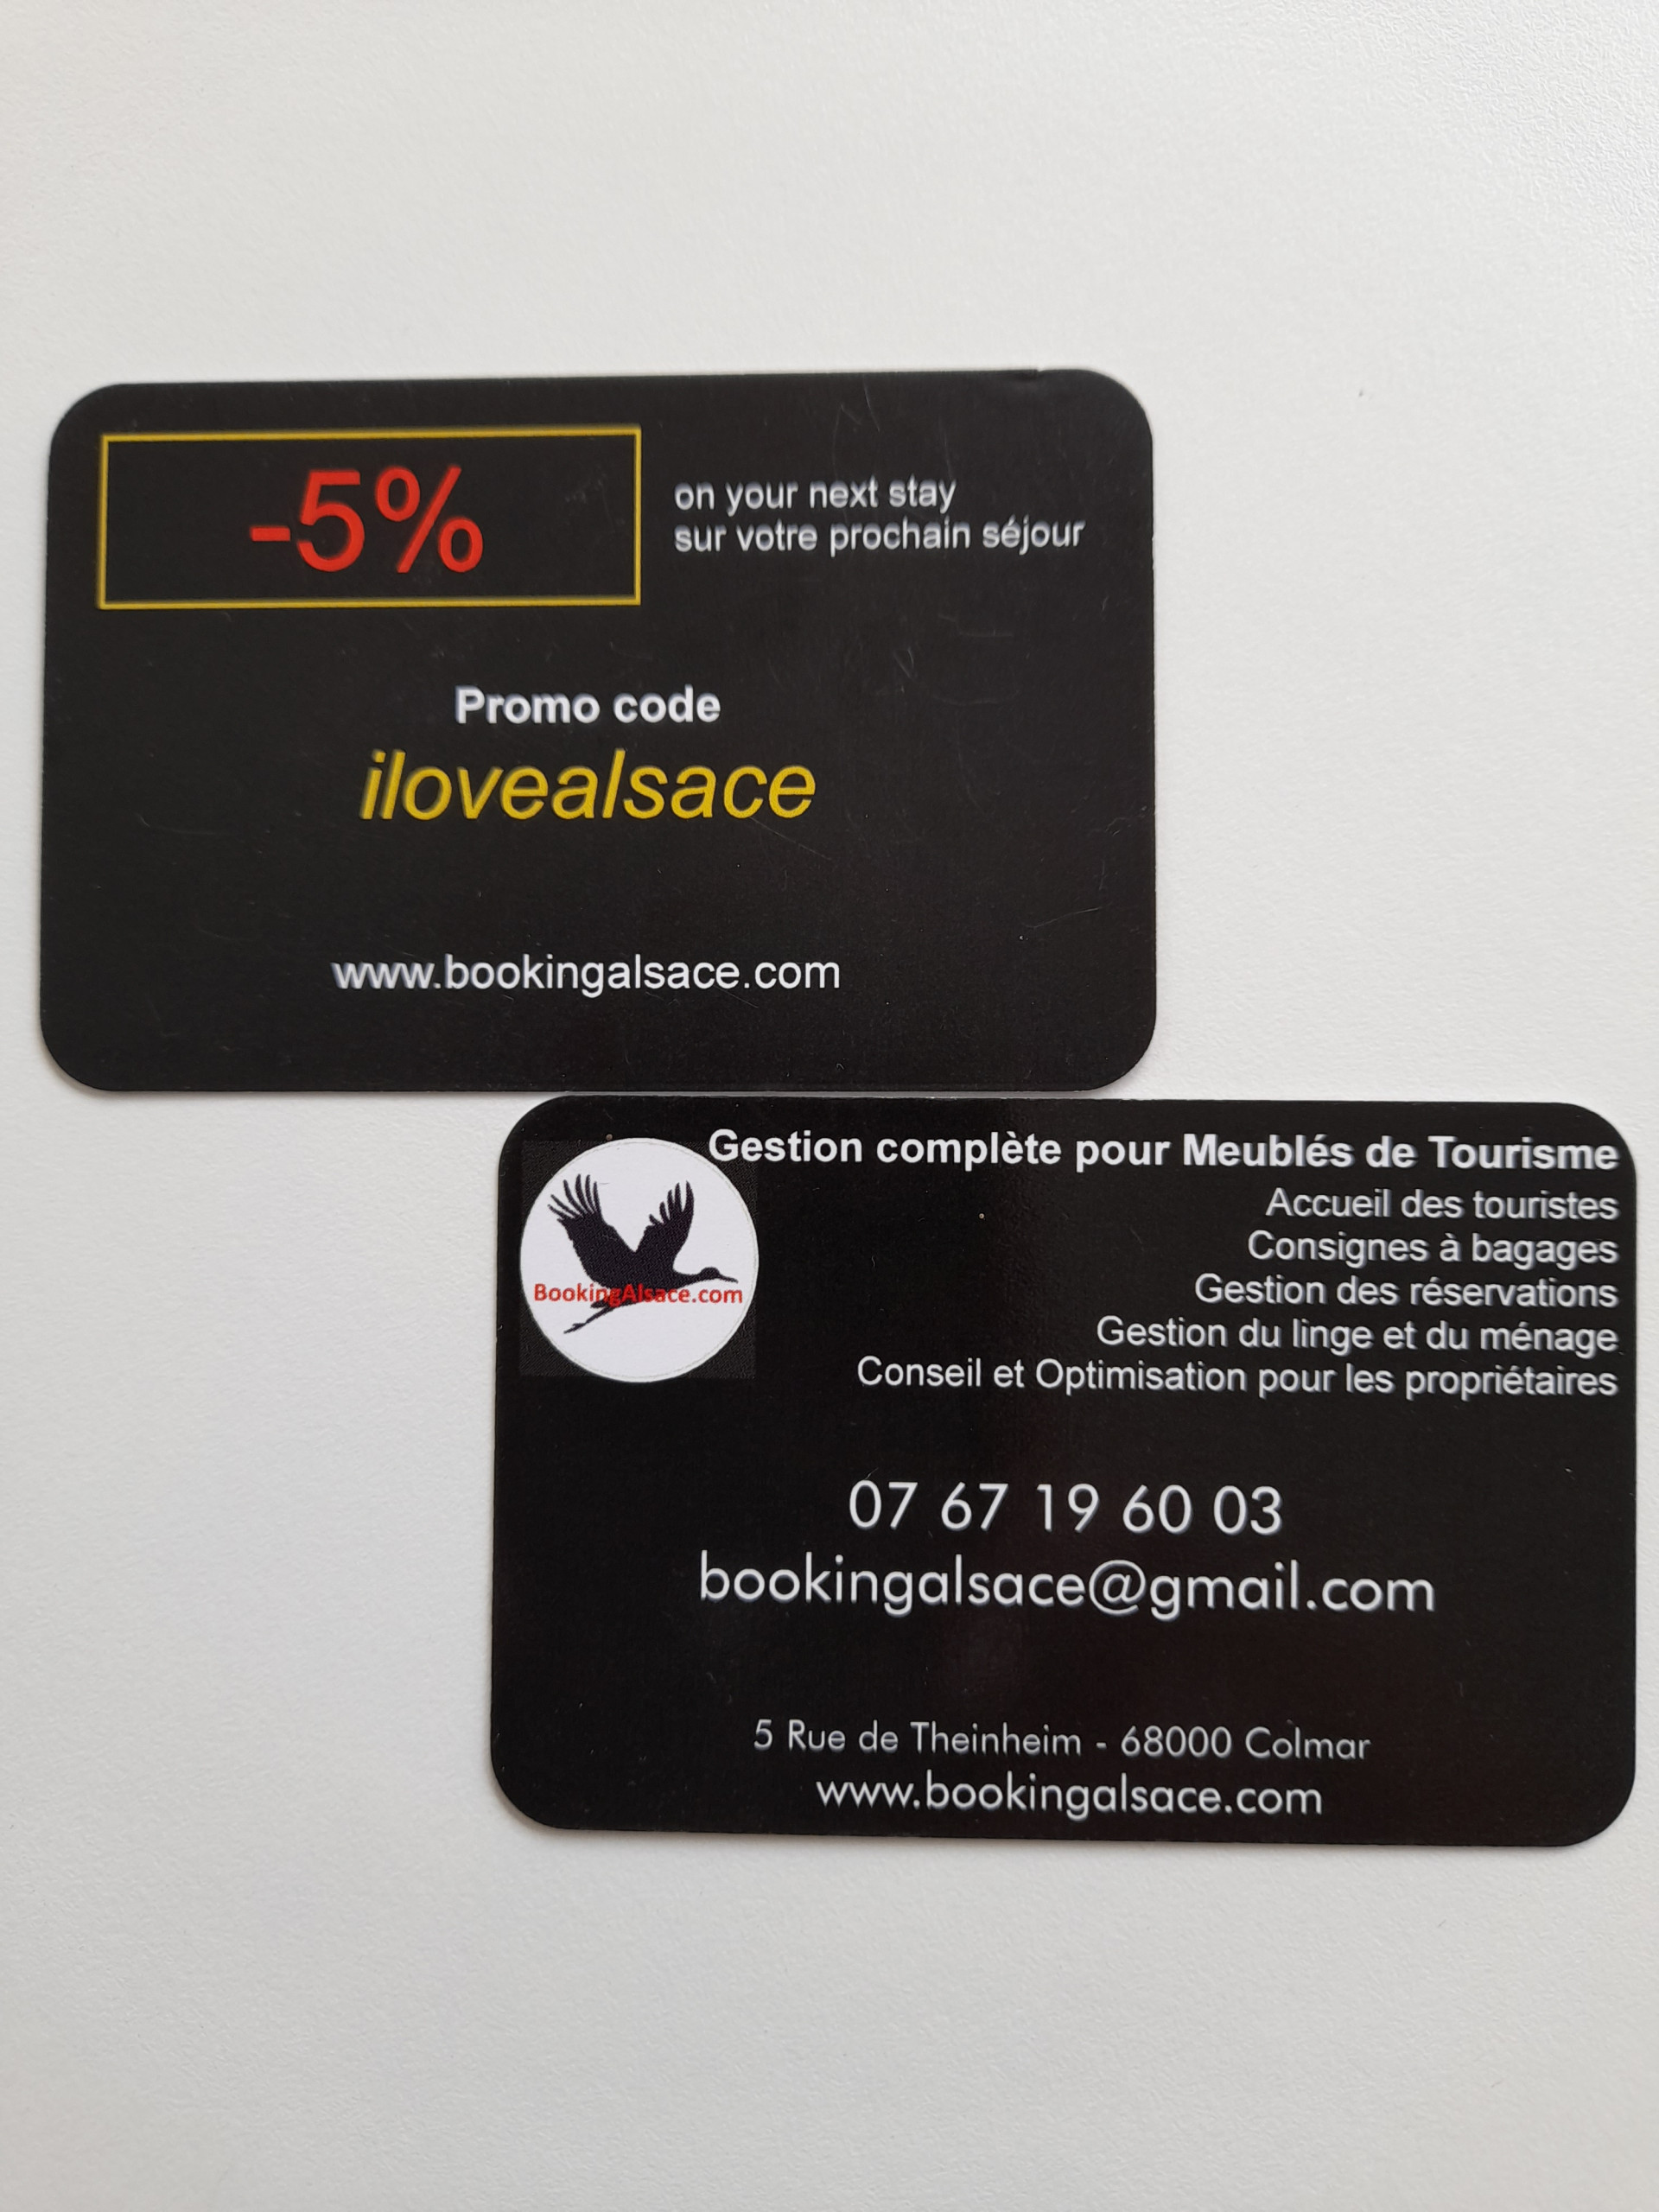 -5%
on your next stay
sur votre prochain séjour
Promo code
ilovealsace
www.bookingalsace.com
Gestion complète pour Meublés de Tourisme
Accueil des touristes
Consignes à bagages
Gestion des réservations
Gestion du linge et du ménage
Conseil et Optimisation pour les propriétaires
BookingAlsace.com
07 67 19 60 03
bookingalsace@gmail.com
5 Rue de Theinheim - 68000 Colmar
www.bookingalsace.com